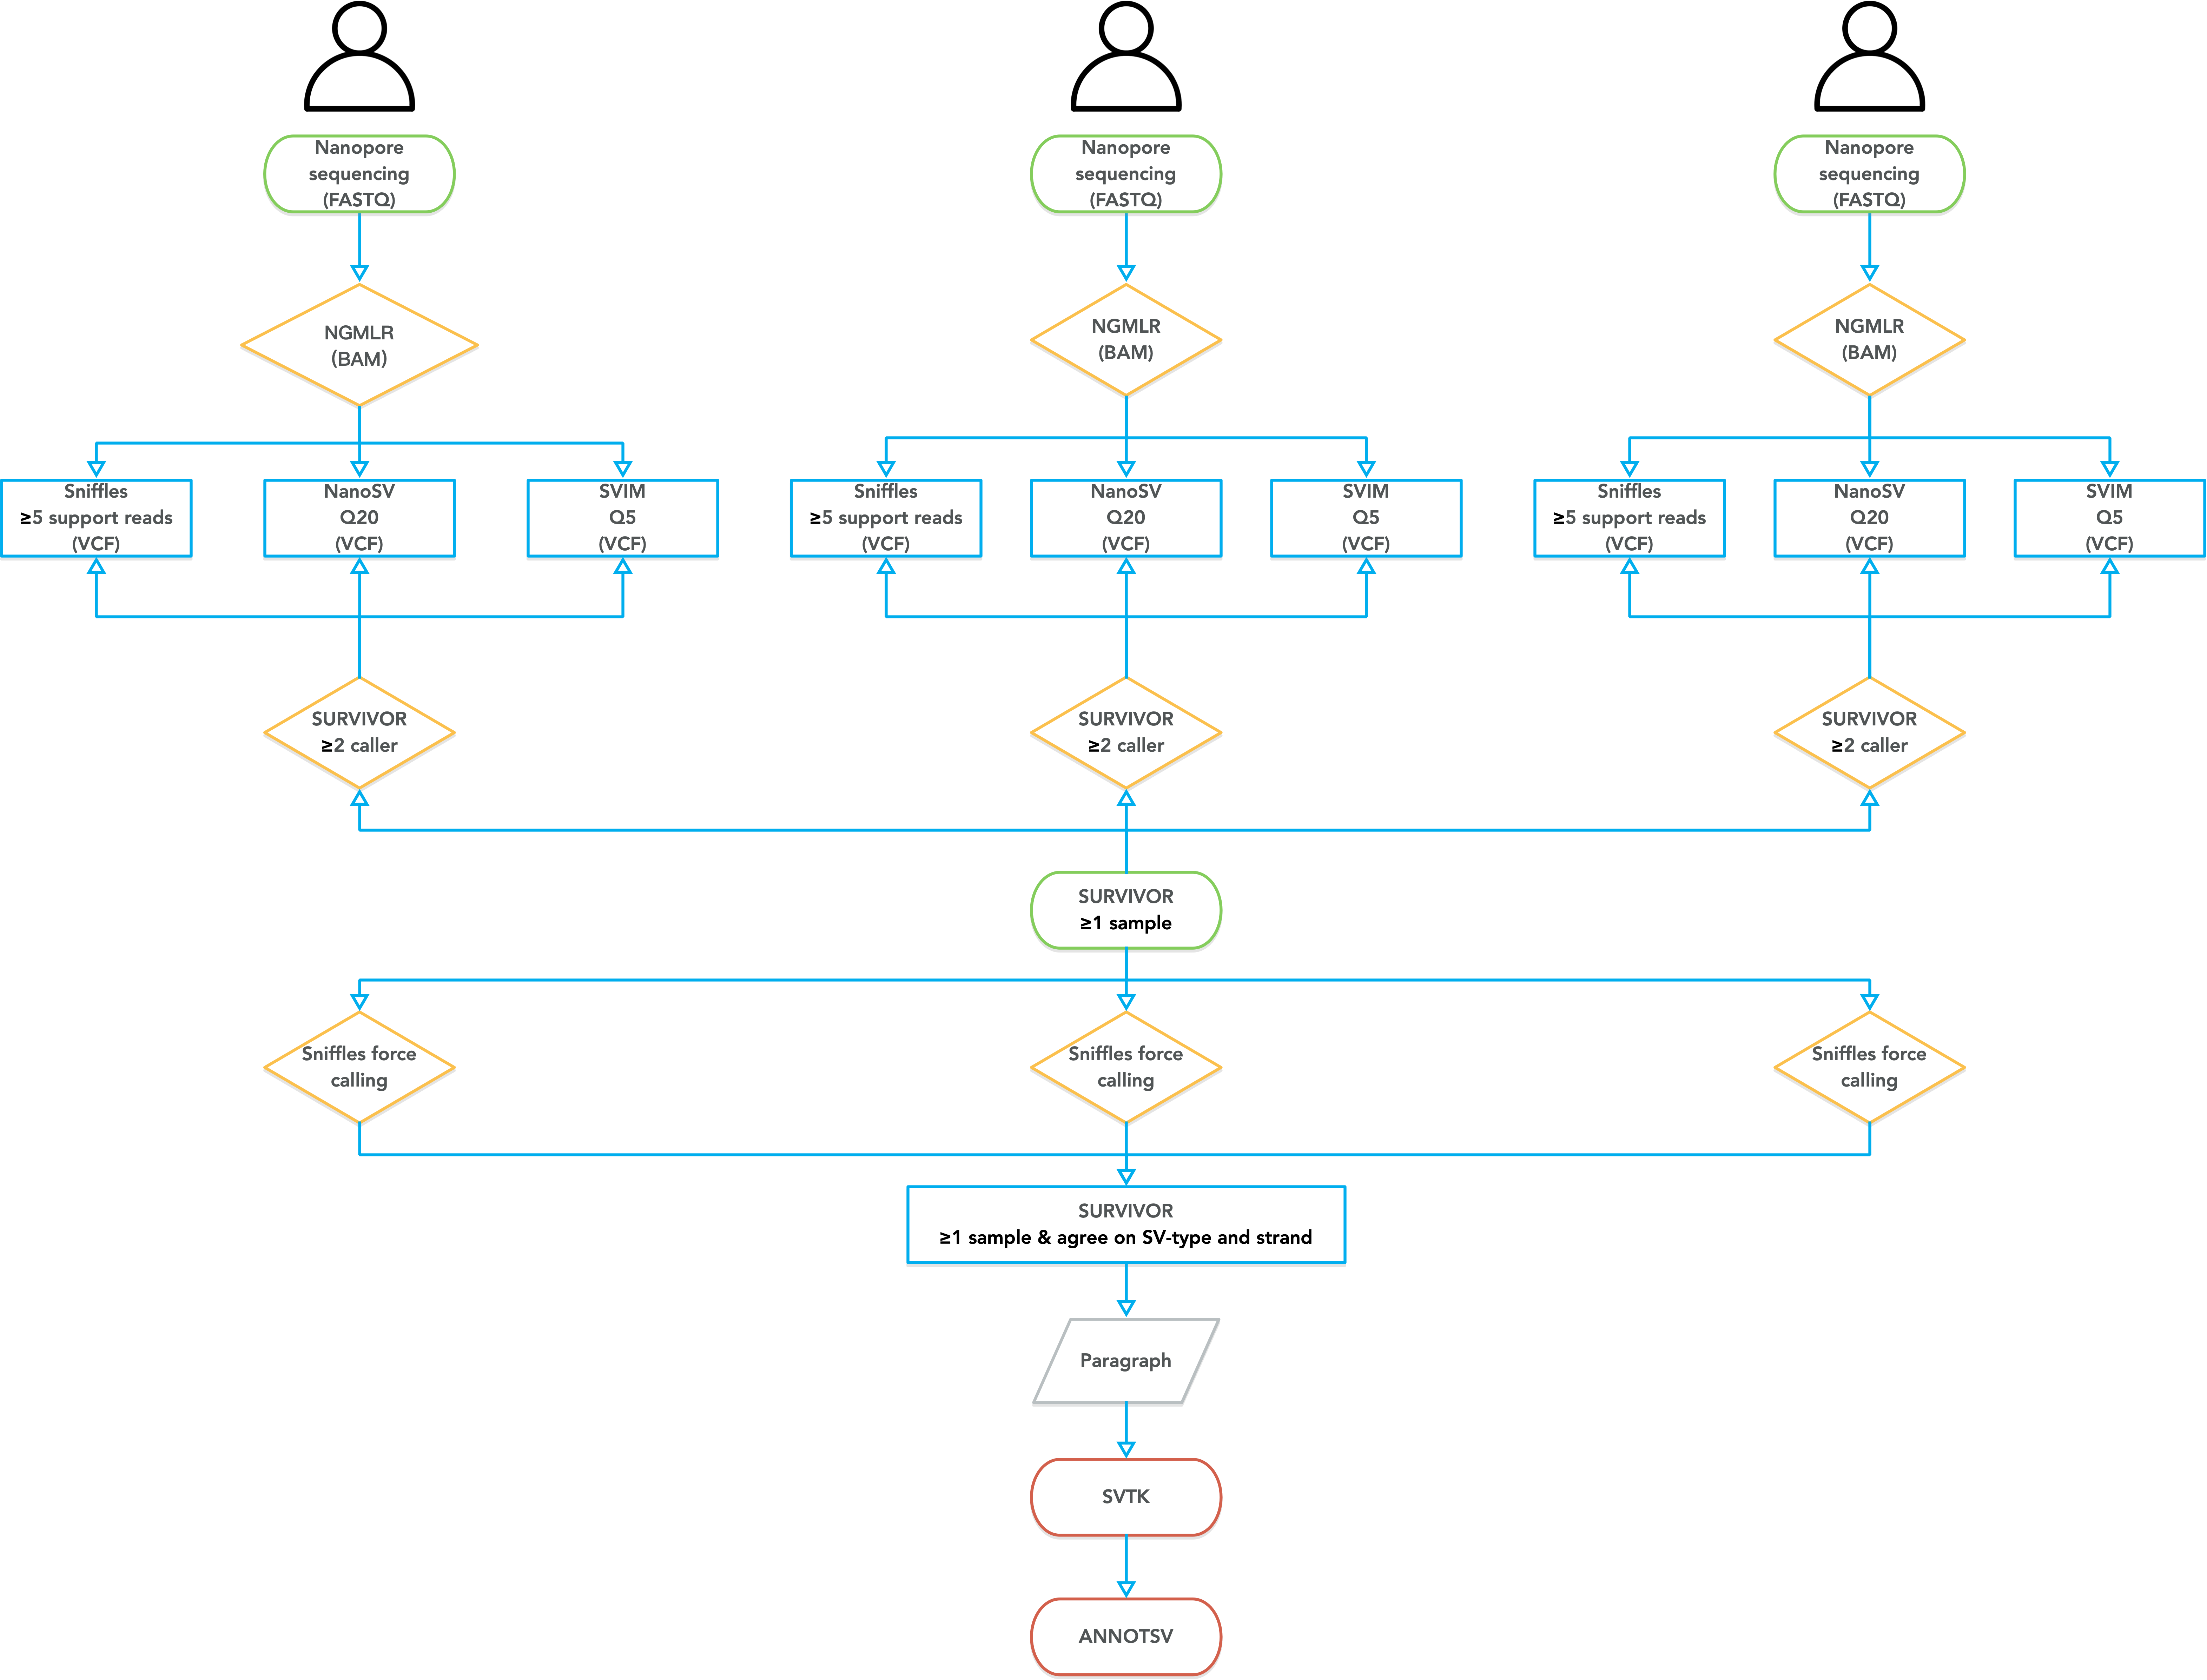 Nanopore
sequencing
(FASTQ)
Nanopore
sequencing
(FASTQ)
Nanopore
sequencing
(FASTQ)
NGMLR
(BAM)
NGMLR
(BAM)
NGMLR
(BAM)
Sniffles
≥5 support reads
(VCF)
NanoSV
Q20
(VCF)
SVIM
Q5
(VCF)
Sniffles
≥5 support reads
(VCF)
NanoSV
Q20
(VCF)
SVIM
Q5
(VCF)
Sniffles
≥5 support reads
(VCF)
NanoSV
Q20
(VCF)
SVIM
Q5
(VCF)
SURVIVOR
≥2 caller
SURVIVOR
≥2 caller
SURVIVOR
≥2 caller
SURVIVOR
≥1 sample
Sniffles force
calling
Sniffles force
calling
Sniffles force
calling
SURVIVOR
≥1 sample & agree on SV-type and strand
Paragraph
SVTK
ANNOTSV